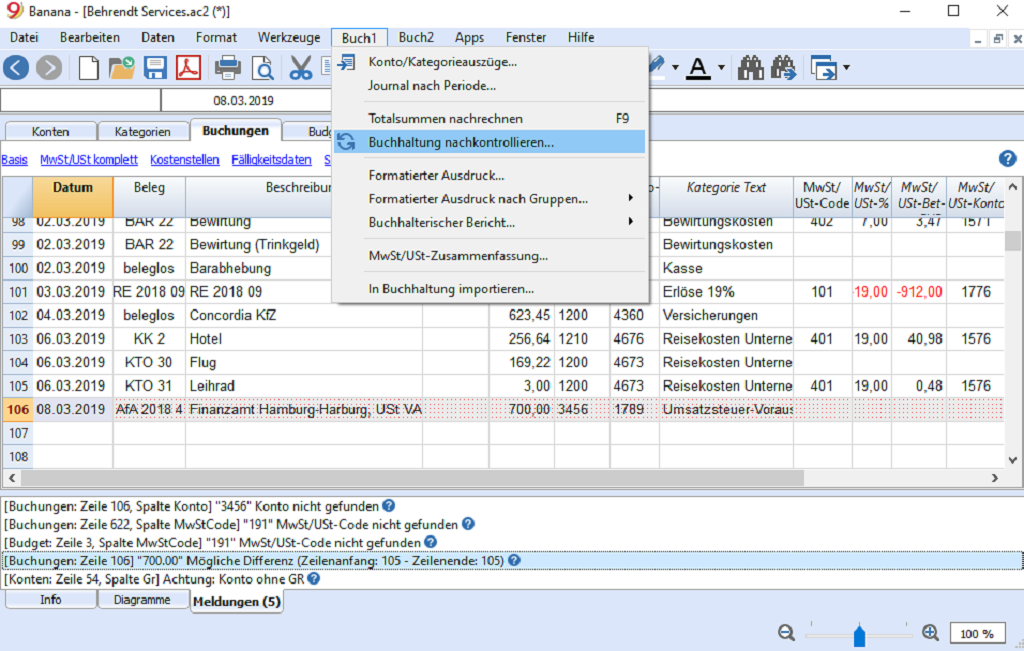 Banana - [Behrendt Services.ac2 (*)]
Datei Bearbeiten Daten Format Werkzeuge Buch1 Buch2 Apps Fenster Hilfe
Konto/Kategorieauszüge...
Journal nach Periode...
Totalsummen nachrechnen F9
Buchhaltung nachkontrollieren...
Formatierter Ausdruck...
Formatierter Ausdruck nach Gruppen...
Buchhalterischer Bericht...
MwSt/USt-Zusammenfassung...
In Buchhaltung importieren...
08.03.2019
Konten Kategorien Buchungen Budg
Basis MwSt/USt komplett Kostenstellen Fälligkeitsdaten S
Datum Beleg Beschreibun o- Kategorie Text MwSt/ USt-Code MwSt/ USt-% MwSt/ USt-Bet- MwSt/ USt-Konto
98 02.03.2019 BAR 22 Bewirtung Bewirtungskosten 402 7,00 3,47 1571
99 02.03.2019 BAR 22 Bewirtung (Trinkgeld) Bewirtungskosten
100 02.03.2019 beleglos Barabhebung Kasse
101 03.03.2019 RE 2018 09 RE 2018 09 Erlöse 19% 101 -19,00 -912,00 1776
102 04.03.2019 beleglos Concordia KfZ 623,45 1200 4360 Versicherungen
103 06.03.2019 KK 2 Hotel 256,64 1210 4676 Reisekosten Unterne 401 19,00 40,98 1576
104 06.03.2019 KTO 30 Flug 169,22 1200 4673 Reisekosten Unterne
105 06.03.2019 KTO 31 Leihrad 3,00 1200 4673 Reisekosten Unterne 401 19,00 0,48 1576
106 08.03.2019 AfA 2018 4 Finanzamt Hamburg-Harburg, USt VA 700,00 3456 1789 Umsatzsteuer-Voraus
107
108
[Buchungen: Zeile 106, Spalte Konto] "3456" Konto nicht gefunden
[Buchungen: Zeile 622, Spalte MwStCode] "191" MwSt/USt-Code nicht gefunden
[Budget: Zeile 3, Spalte MwStCode] "191" MwSt/USt-Code nicht gefunden
[Buchungen: Zeile 106] "700.00" Mögliche Differenz (Zeilenanfang: 105 - Zeilenende: 105)
[Konten: Zeile 54, Spalte Gr] Achtung: Konto ohne GR
Info Diagramme Meldungen (5)
100 %